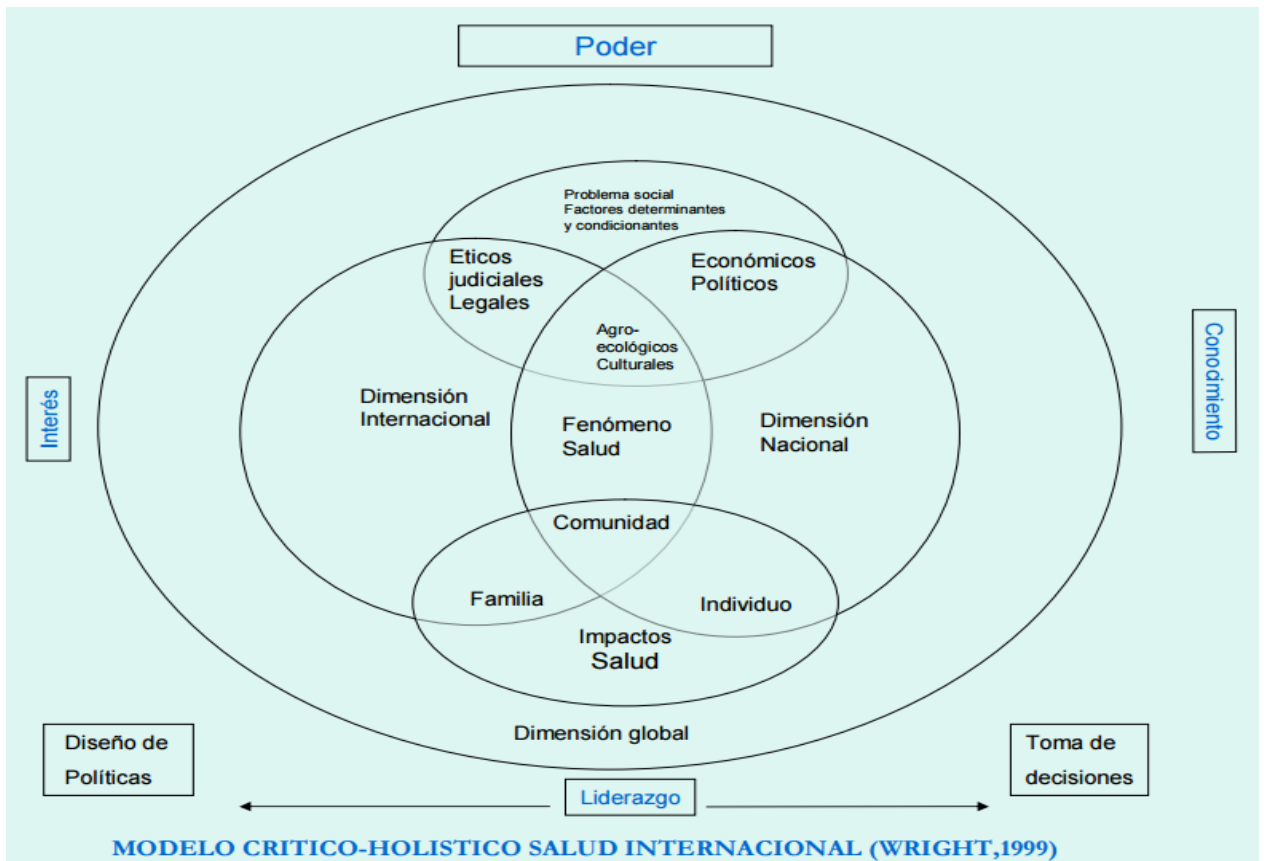 Poder
Problema social
Factores determinantes
y condicionantes
Eticos
judiciales
Legales
Económicos
Políticos
Agro-
ecológicos
Culturales
Interés
Conocimiento
Dimensión
Internacional
Fenómeno
Salud
Dimensión
Nacional
Comunidad
Familia
Individuo
Impactos
Salud
Dimensión global
Diseño de
Políticas
Toma de
decisiones
Liderazgo
MODELO CRITICO-HOLISTICO SALUD INTERNACIONAL (WRIGHT,1999)